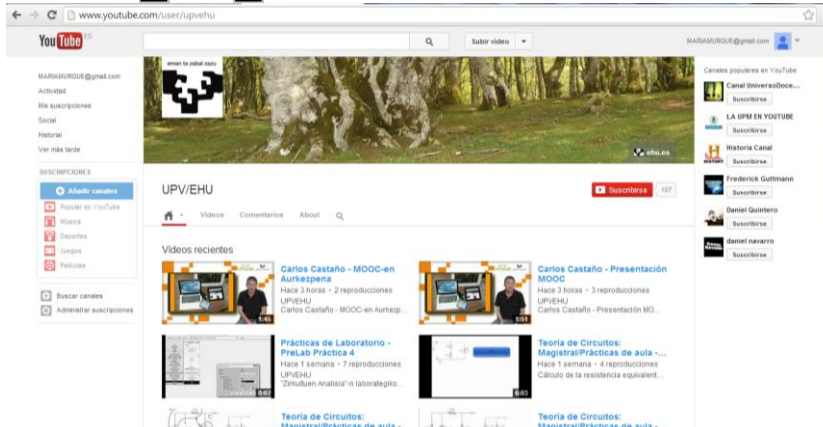 www.youtube.com/user/upvehu
You Tube ES
Subir vídeo
MARIAMURGUE@gmail.com
MARIAMURGUE@gmail.com
Actividad
Mis suscripciones
Social
Historial
Ver más tarde
SUSCRIPCIONES
Añadir canales
Popular en YouTube
Música
Deportes
Juegos
Películas
Buscar canales
Administrar suscripciones
eman ta zabal zazu
ehu.es
UPV/EHU
Suscribirse 187
Vídeos Comentarios About
Vídeos recientes
Carlos Castaño - MOOC-en
Aurkezpena
Hace 3 horas • 2 reproducciones
UPVEHU
Carlos Castaño - MOOC-en Aurkezp...
1:45
Carlos Castaño - Presentación
MOOC
Hace 3 horas • 3 reproducciones
UPVEHU
Carlos Castaño - Presentación MO...
1:51
Prácticas de Laboratorio -
PreLab Práctica 4
Hace 1 semana • 7 reproducciones
UPVEHU
"Zirkuituen Analisia"-n laborategiko...
8:02
Teoría de Circuitos:
Magistral/Prácticas de aula -...
Hace 1 semana • 4 reproducciones
Cálculo de la resistencia equivalent...
6:03
Teoría de Circuitos:
Magistral/Prácticas de aula -
Teoría de Circuitos:
Magistral/Prácticas de aula -
Canales populares en YouTube
Canal UniversoDoce...
Suscribirse
LA UPM EN YOUTUBE
Suscribirse
Historia Canal
Suscribirse
Frederick Guttmann
Suscribirse
Daniel Quintero
Suscribirse
daniel navarro
Suscribirse